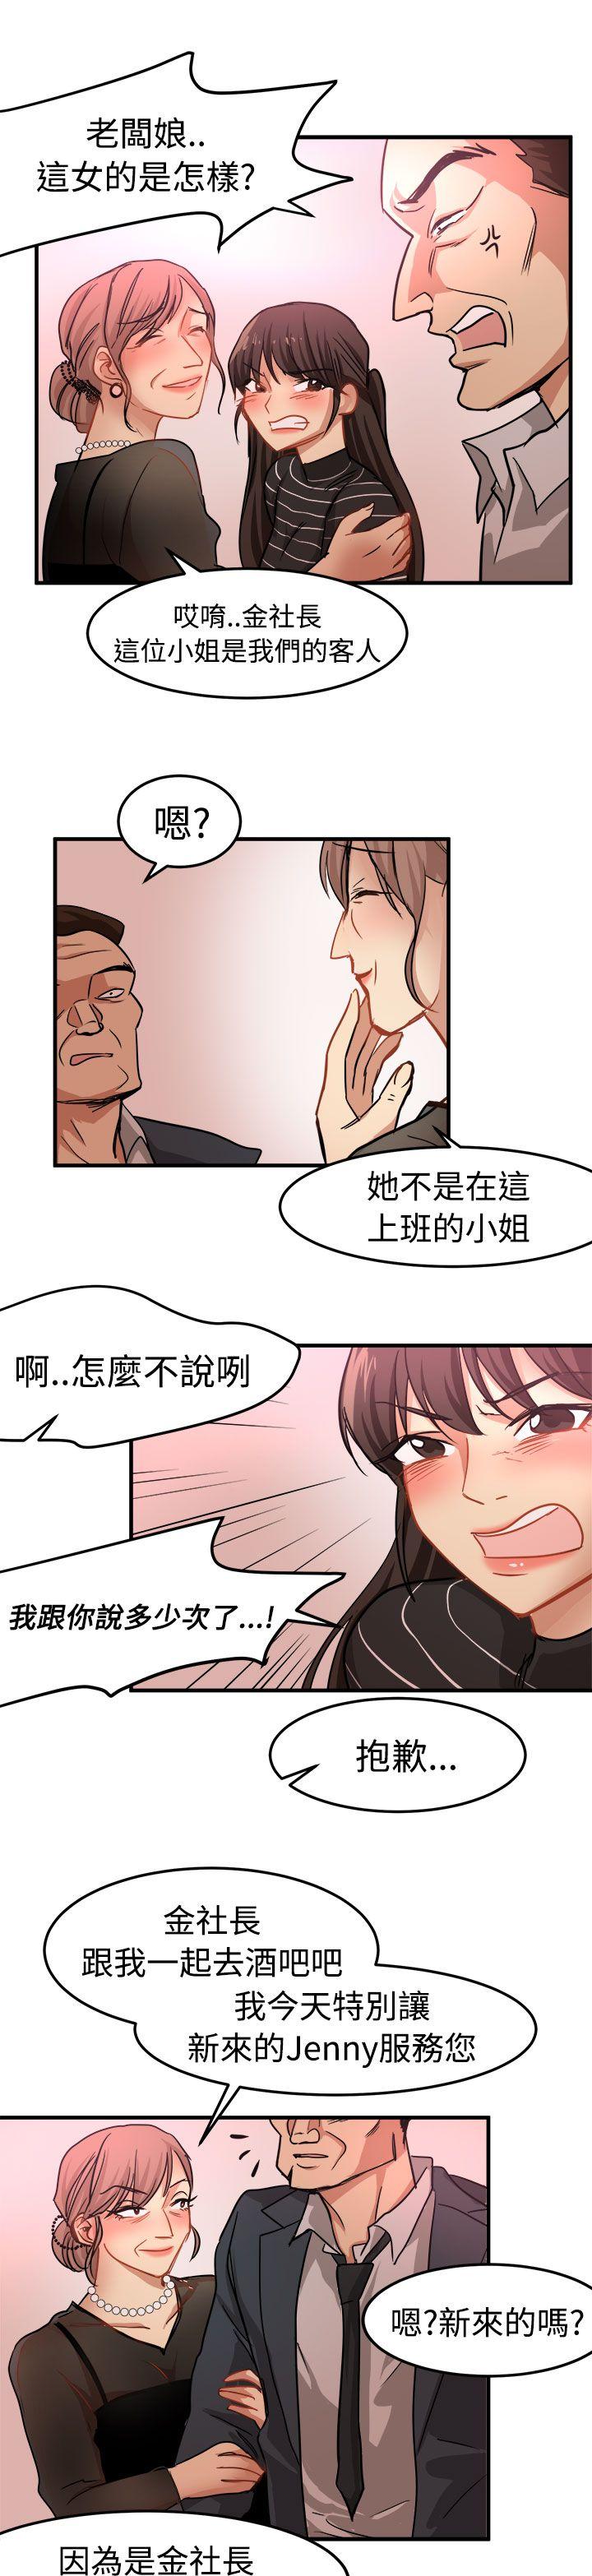 老闆娘..
這女的是怎樣?
哎唷..金社長
這位小姐是我們的客人
嗯?
她不是在這
上班的小姐
啊..怎麼不說咧
我跟你說多少次了...!
抱歉...
金社長
跟我一起去酒吧吧
我今天特別讓
新來的Jenny服務您
嗯?新來的嗎?
因為是金社長